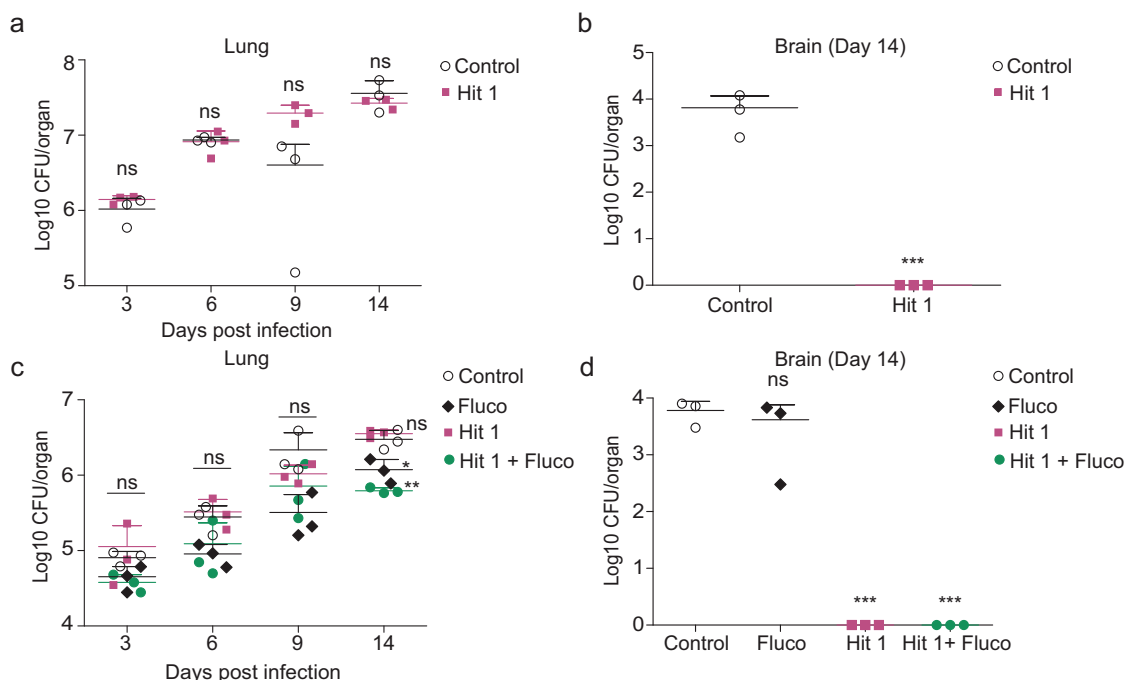 a
Lung
8
7
6
5
Log10 CFU/organ
ns
ns
ns
ns
3
6
9
14
Days post infection
Control
Hit 1
b
Brain (Day 14)
5
4
3
2
1
0
Log10 CFU/organ
***
Control
Hit 1
Control
Hit 1
c
Lung
7
6
5
4
Log10 CFU/organ
ns
ns
ns
ns
*
**
3
6
9
14
Days post infection
Control
Fluco
Hit 1
Hit 1 + Fluco
d
Brain (Day 14)
ns
4
3
2
1
0
Log10 CFU/organ
***
***
Control
Fluco
Hit 1
Hit 1+ Fluco
Control
Fluco
Hit 1
Hit 1 + Fluco